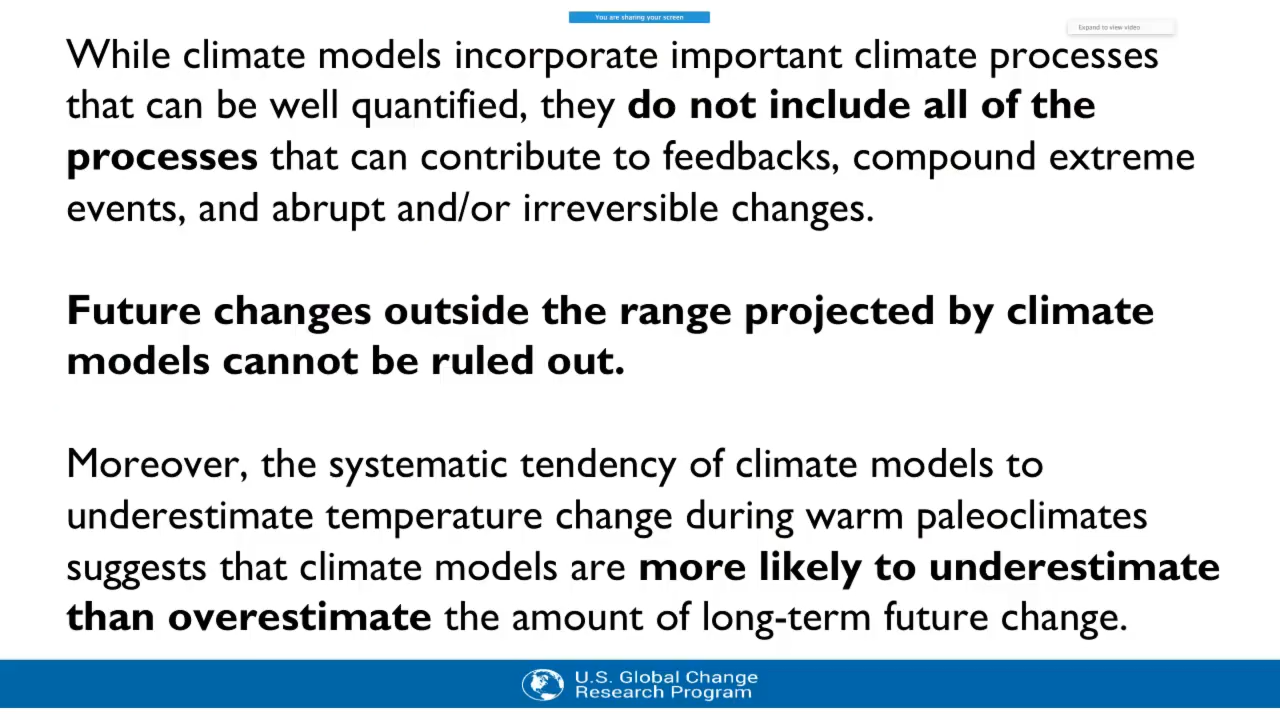 You are sharing your screen
Expand to view video
While climate models incorporate important climate processes
that can be well quantified, they do not include all of the
processes that can contribute to feedbacks, compound extreme
events, and abrupt and/or irreversible changes.
Future changes outside the range projected by climate
models cannot be ruled out.
Moreover, the systematic tendency of climate models to
underestimate temperature change during warm paleoclimates
suggests that climate models are more likely to underestimate
than overestimate the amount of long-term future change.
U.S. Global Change
Research Program